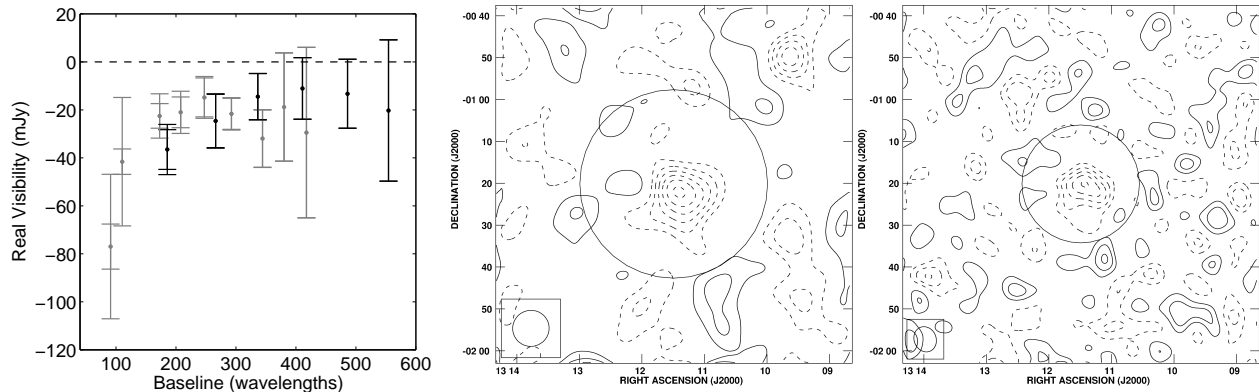 20
0
−20
−40
−60
−80
−100
−120
Real Visibility (mJy)
100 200 300 400 500 600
Baseline (wavelengths)
DECLINATION (J2000)
-00 40
50
-01 00
10
20
30
40
50
-02 00
13 14 13 12 11 10 09
RIGHT ASCENSION (J2000)
DECLINATION (J2000)
-00 40
50
-01 00
10
20
30
40
50
-02 00
13 14 13 12 11 10 09
RIGHT ASCENSION (J2000)